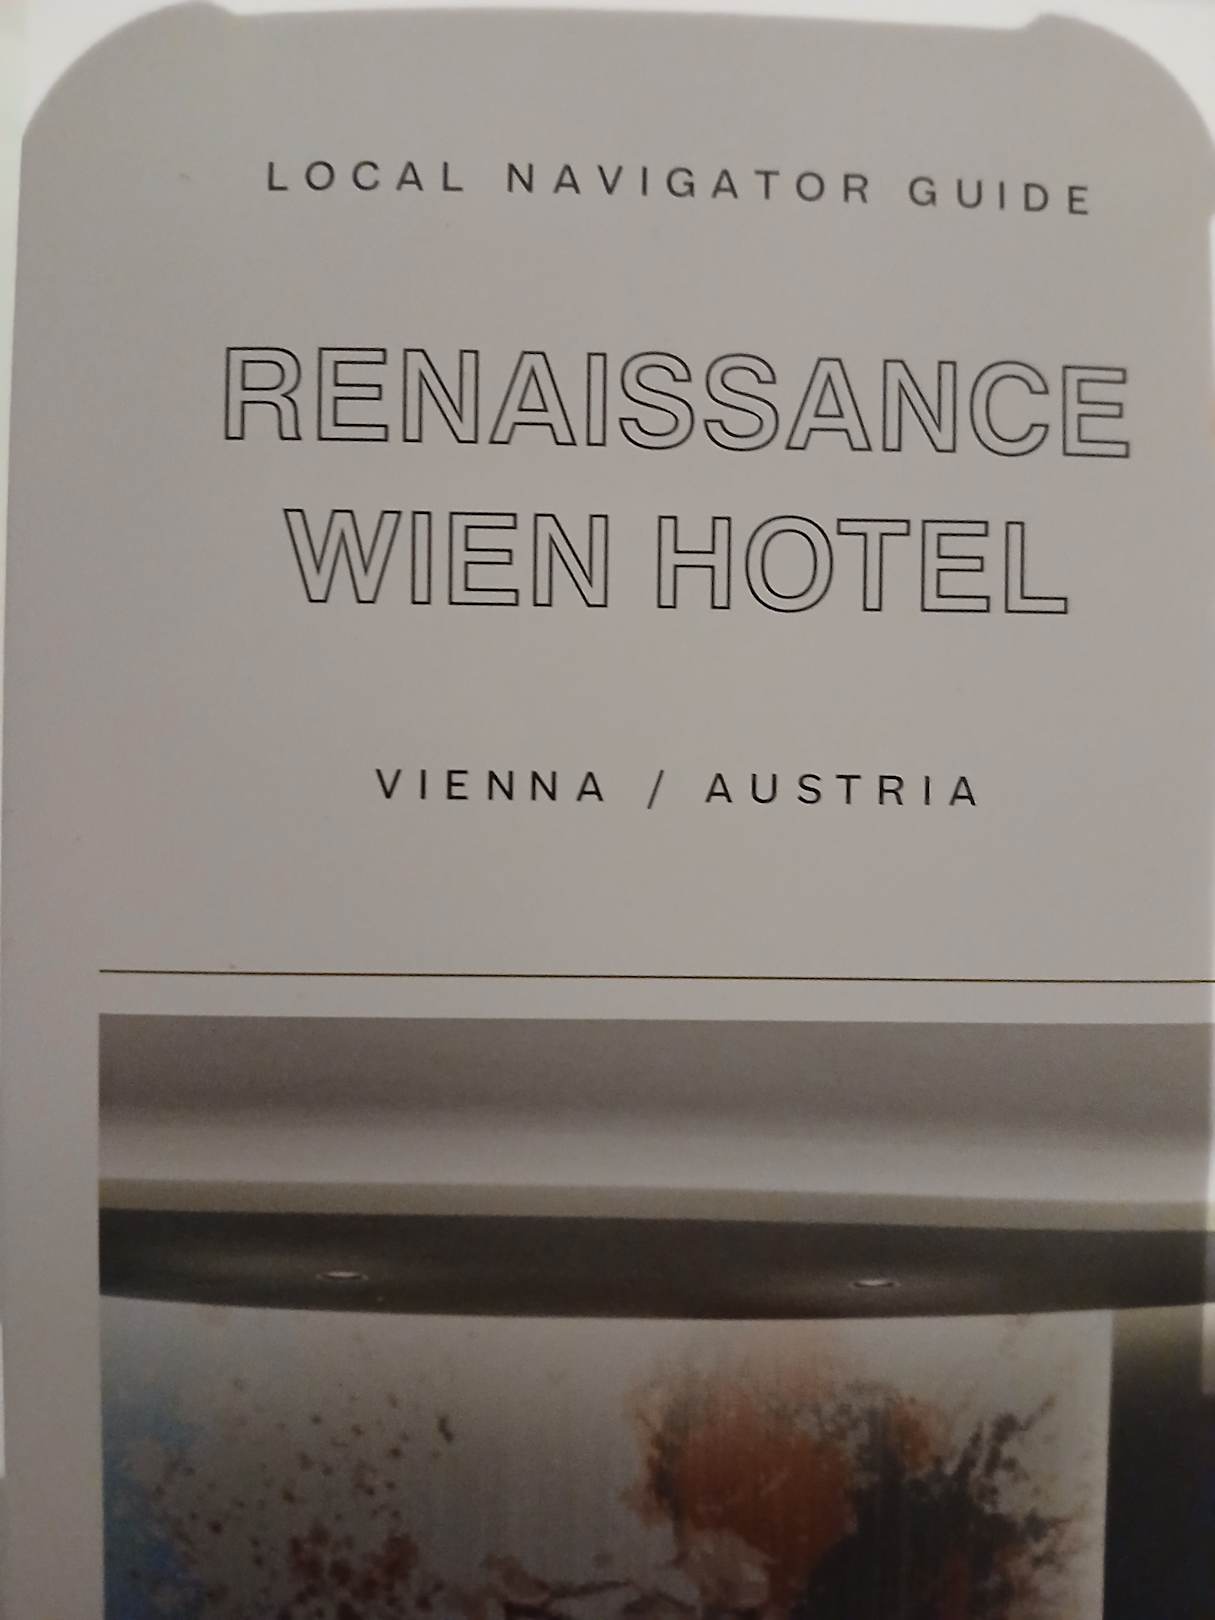 LOCAL NAVIGATOR GUIDE
RENAISSANCE
WIEN HOTEL
VIENNA / AUSTRIA